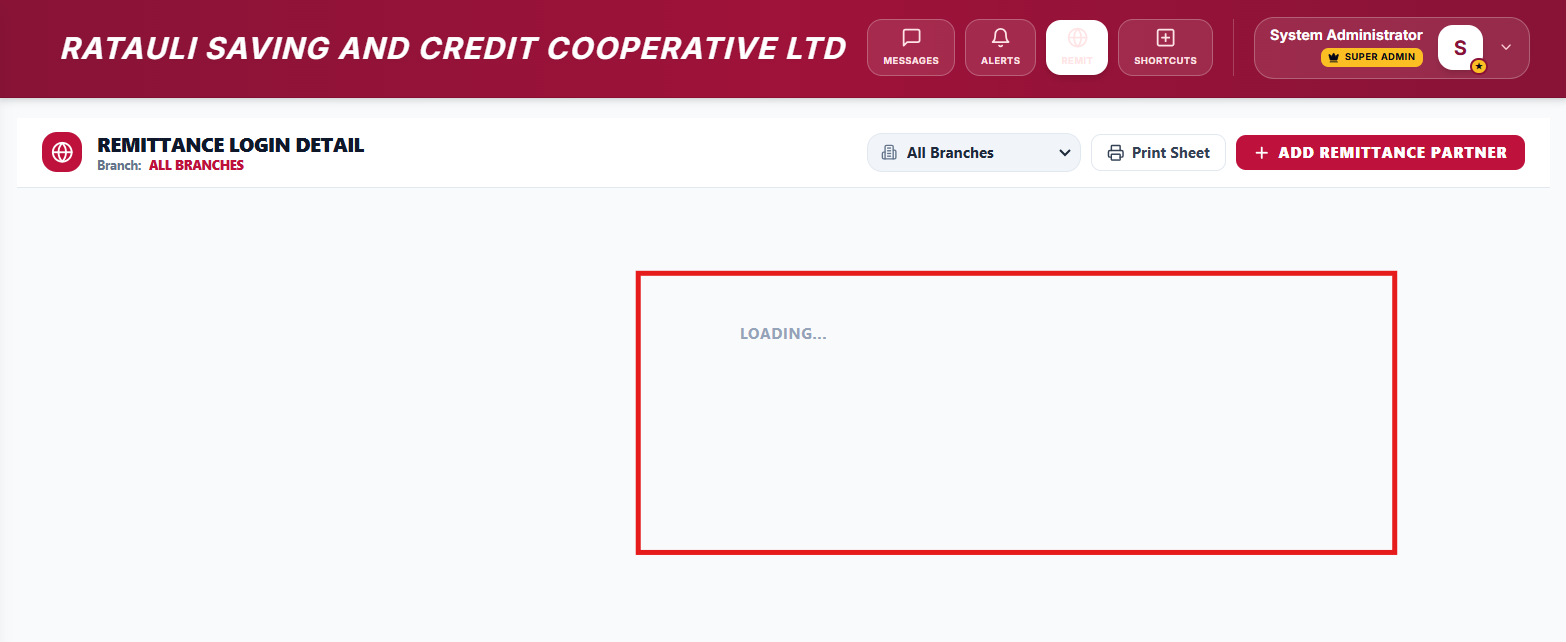 RATAULI SAVING AND CREDIT COOPERATIVE LTD
MESSAGES
ALERTS
REMIT
SHORTCUTS
System Administrator
SUPER ADMIN
S
REMITTANCE LOGIN DETAIL
Branch: ALL BRANCHES
All Branches
Print Sheet
+ ADD REMITTANCE PARTNER
LOADING...